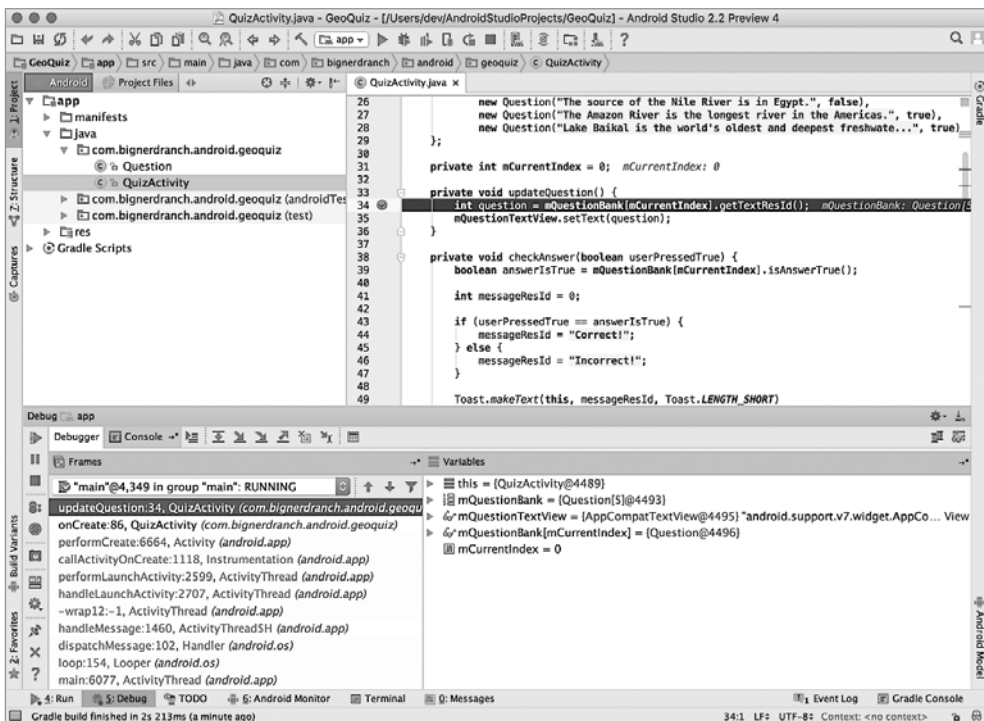 QuizActivity.java - GeoQuiz - [/Users/dev/AndroidStudioProjects/GeoQuiz] - Android Studio 2.2 Preview 4
app
GeoQuiz app src main java com bignerdranch android geoquiz QuizActivity
Android Project Files
QuizActivity.java ×
1: Project
Z: Structure
Captures
Build Variants
2: Favorites
Gradle
Android Model
app
manifests
java
com.bignerdranch.android.geoquiz
Question
QuizActivity
com.bignerdranch.android.geoquiz (androidTes
com.bignerdranch.android.geoquiz (test)
res
Gradle Scripts
26 new Question("The source of the Nile River is in Egypt.", false),
27 new Question("The Amazon River is the longest river in the Americas.", true),
28 new Question("Lake Baikal is the world's oldest and deepest freshwate...", true)
29 };
30
31 private int mCurrentIndex = 0; mCurrentIndex: 0
32
33 private void updateQuestion() {
34 int question = mQuestionBank[mCurrentIndex].getTextResId(); mQuestionBank: Question[5
35 mQuestionTextView.setText(question);
36 }
37
38 private void checkAnswer(boolean userPressedTrue) {
39 boolean answerIsTrue = mQuestionBank[mCurrentIndex].isAnswerTrue();
40
41 int messageResId = 0;
42
43 if (userPressedTrue == answerIsTrue) {
44 messageResId = "Correct!";
45 } else {
46 messageResId = "Incorrect!";
47 }
48
49 Toast.makeText(this, messageResId, Toast.LENGTH_SHORT)
Debug app
Debugger Console
Frames
Variables
"main"@4,349 in group "main": RUNNING
updateQuestion:34, QuizActivity (com.bignerdranch.android.geoqu
onCreate:86, QuizActivity (com.bignerdranch.android.geoquiz)
performCreate:6664, Activity (android.app)
callActivityOnCreate:1118, Instrumentation (android.app)
performLaunchActivity:2599, ActivityThread (android.app)
handleLaunchActivity:2707, ActivityThread (android.app)
-wrap12:-1, ActivityThread (android.app)
handleMessage:1460, ActivityThread$H (android.app)
dispatchMessage:102, Handler (android.os)
loop:154, Looper (android.os)
main:6077, ActivityThread (android.app)
this = {QuizActivity@4489}
mQuestionBank = {Question[5]@4493}
mQuestionTextView = {AppCompatTextView@4495} "android.support.v7.widget.AppCo... View
mQuestionBank[mCurrentIndex] = {Question@4496}
mCurrentIndex = 0
4: Run 5: Debug TODO 6: Android Monitor Terminal 0: Messages 1 Event Log Gradle Console
Gradle build finished in 2s 213ms (a minute ago) 34:1 LF÷ UTF-8÷ Context: <no context>